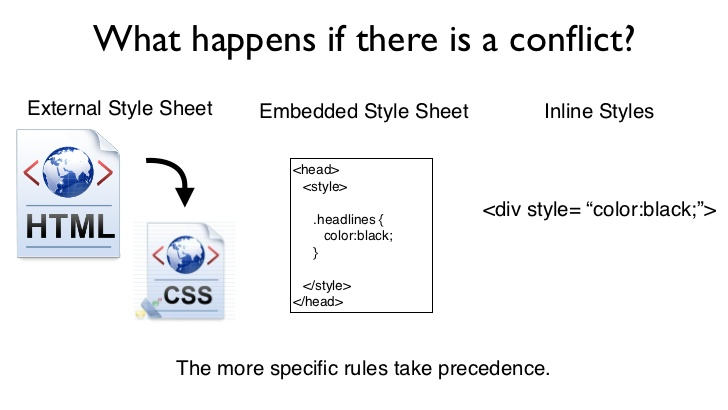 What happens if there is a conflict?
External Style Sheet
Embedded Style Sheet
Inline Styles
< >
HTML
< >
CSS
<head>
<style>
.headlines {
color:black;
}
</style>
</head>
<div style= “color:black;”>
The more specific rules take precedence.